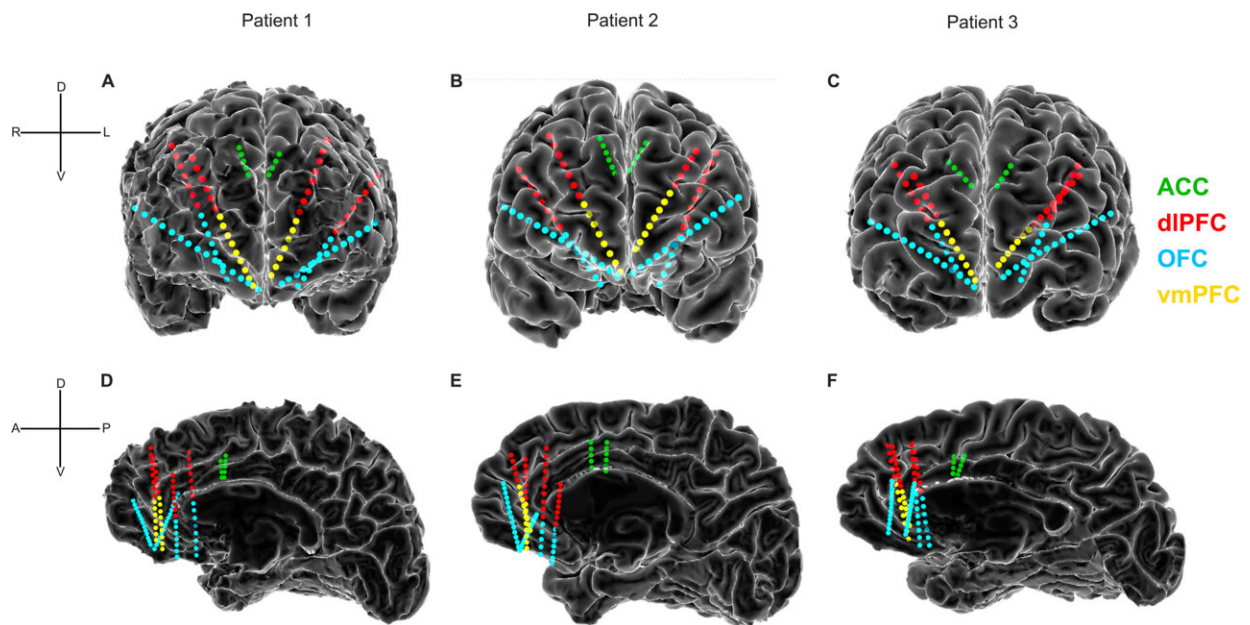 Patient 1
Patient 2
Patient 3
A
B
C
D
R
L
V
ACC
dlPFC
OFC
vmPFC
D
E
F
D
A
P
V